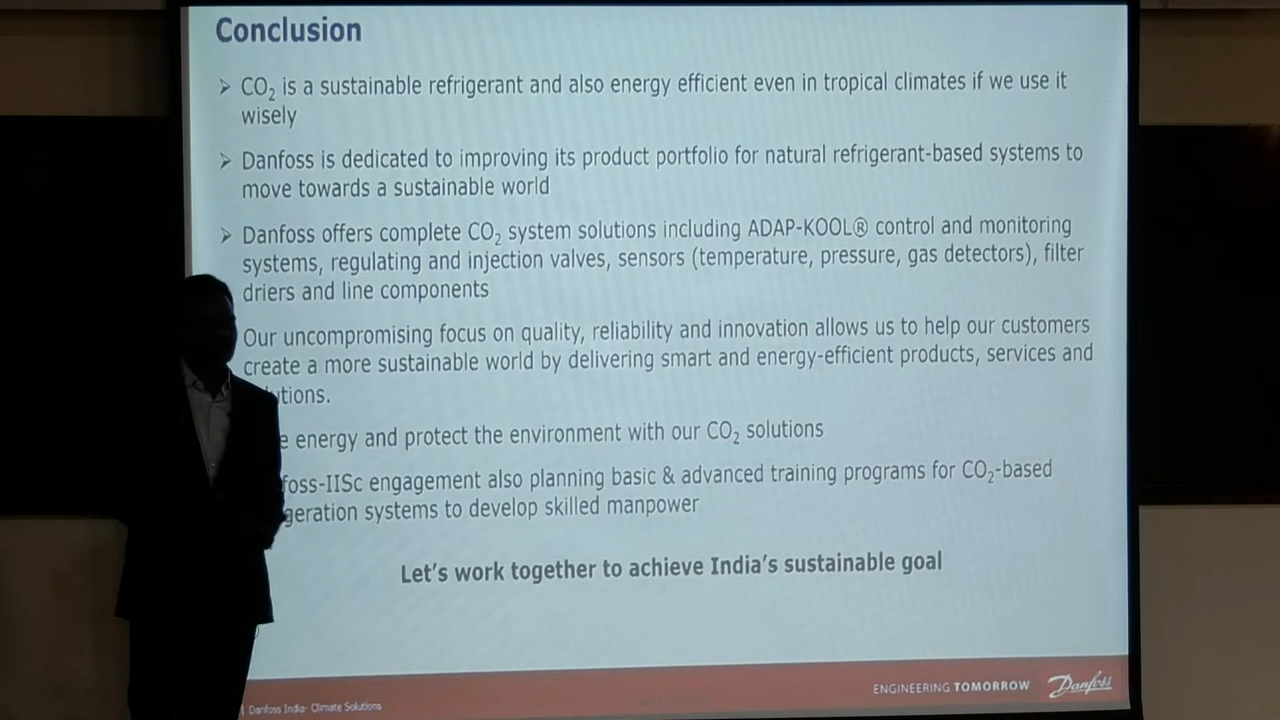 Conclusion
➢ CO₂ is a sustainable refrigerant and also energy efficient even in tropical climates if we use it
wisely
➢ Danfoss is dedicated to improving its product portfolio for natural refrigerant-based systems to
move towards a sustainable world
➢ Danfoss offers complete CO₂ system solutions including ADAP-KOOL® control and monitoring
systems, regulating and injection valves, sensors (temperature, pressure, gas detectors), filter
driers and line components
Our uncompromising focus on quality, reliability and innovation allows us to help our customers
create a more sustainable world by delivering smart and energy-efficient products, services and
utions.
e energy and protect the environment with our CO₂ solutions
foss-IISc engagement also planning basic & advanced training programs for CO₂-based
geration systems to develop skilled manpower
Let's work together to achieve India's sustainable goal
ENGINEERING TOMORROW Danfoss
| Danfoss India- Climate Solutions